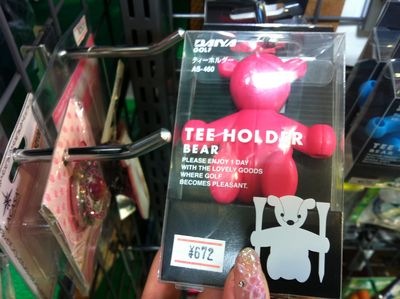 DAIYA
GOLF
ティーホルダー
AS-460
TEE HOLDER
BEAR
PLEASE ENJOY 1 DAY
WITH THE LOVELY GOODS
WHERE GOLF
BECOMES PLEASANT.
¥672